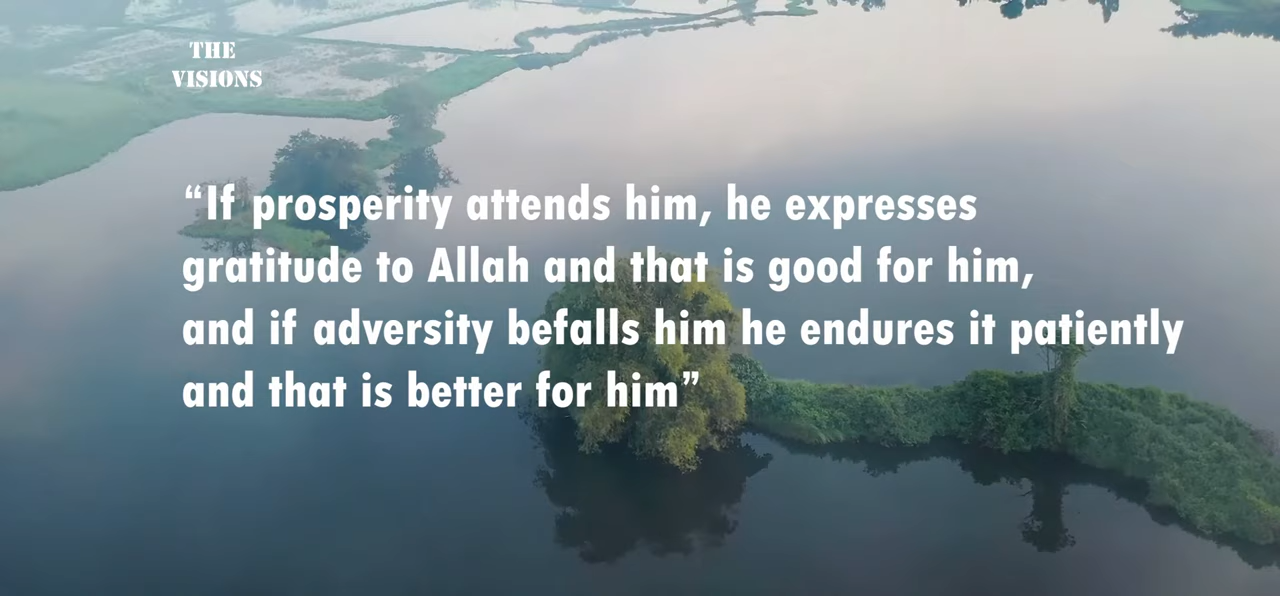 THE
VISIONS
“If prosperity attends him, he expresses
gratitude to Allah and that is good for him,
and if adversity befalls him he endures it patiently
and that is better for him”